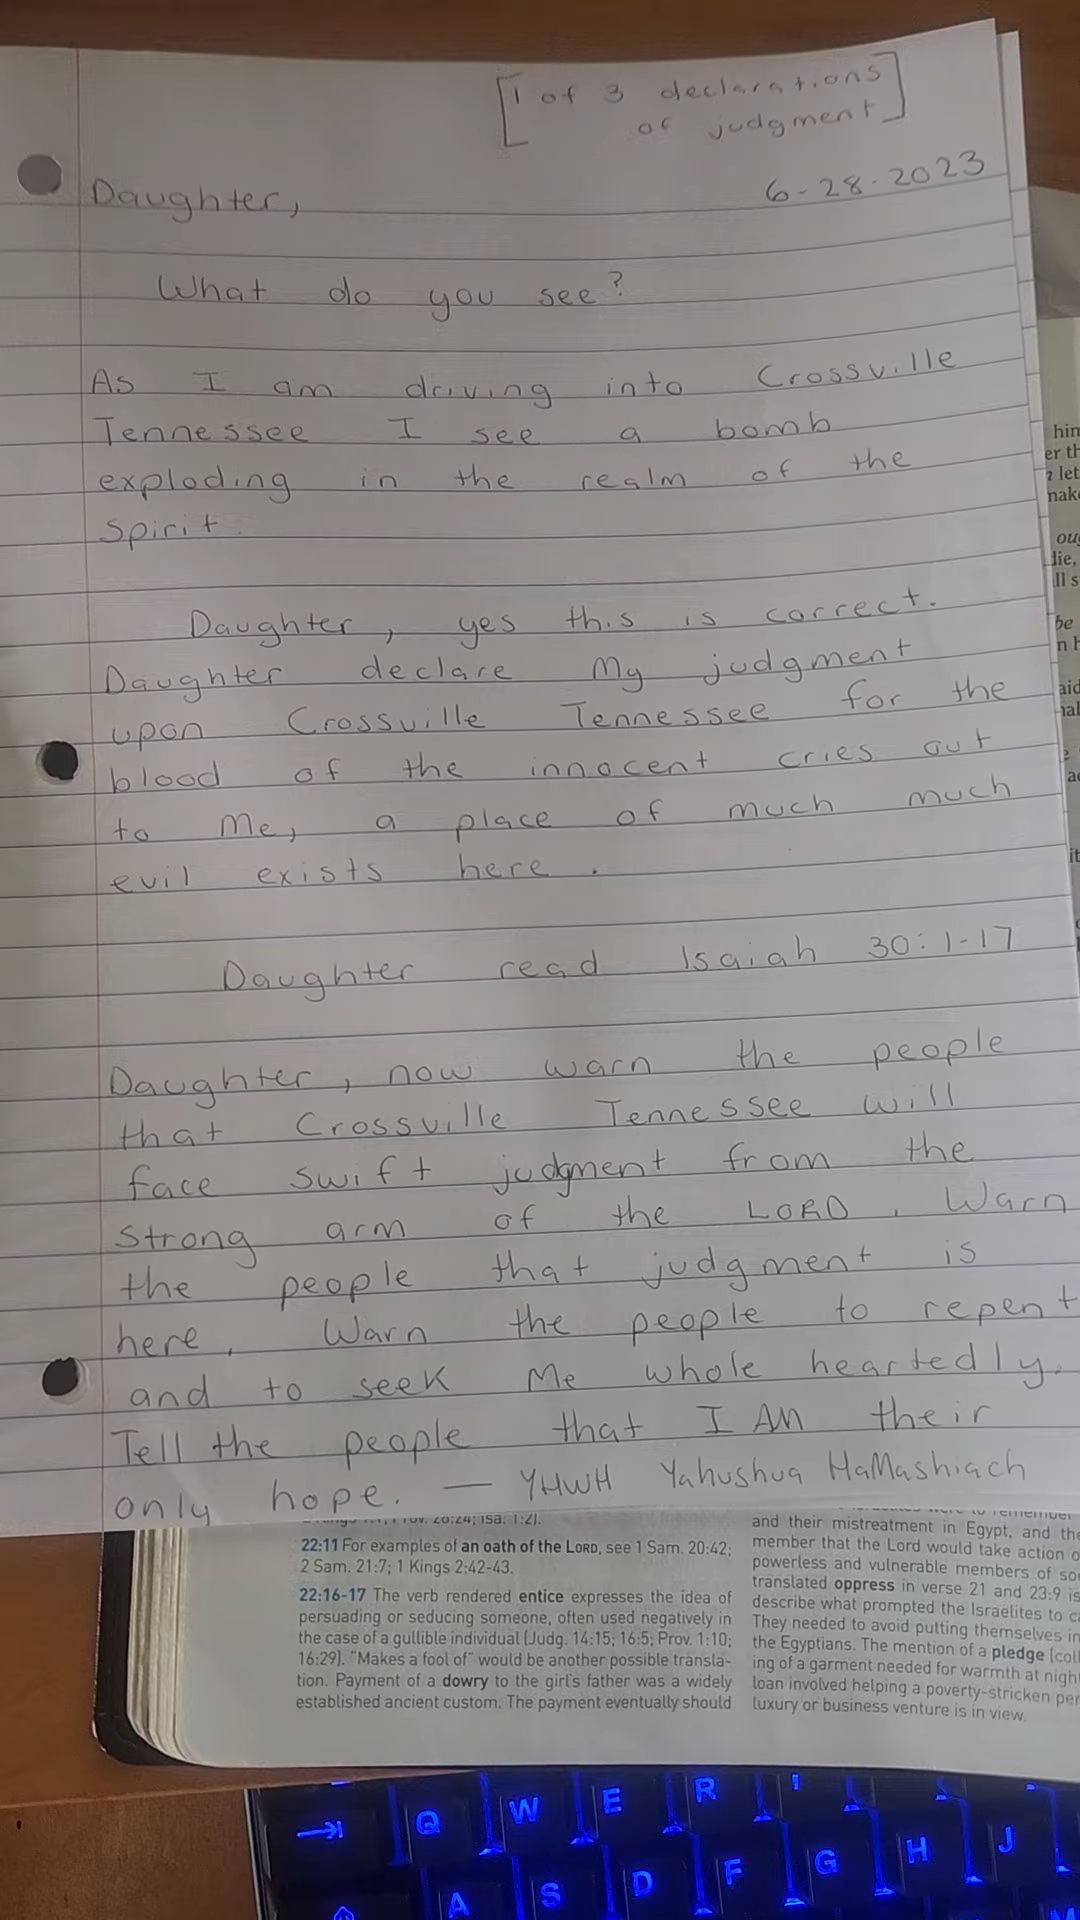 [1 of 3 declarations
of judgment]
6-28-2023
Daughter,
What do you see?
As I am driving into Crossville
Tennessee I see a bomb
exploding in the realm of the
Spirit.
Daughter, yes this is correct.
Daughter declare My judgment
upon Crossville Tennessee for the
blood of the innocent cries out
to Me, a place of much much
evil exists here.
Daughter read Isaiah 30:1-17
Daughter, now warn the people
that Crossville Tennessee will
face swift judgment from the
strong arm of the LORD. Warn
the people that judgment is
here. Warn the people to repent
and to seek Me whole heartedly.
Tell the people that I AM their
only hope. — YHWH Yahushua HaMashiach
22:11 For examples of an oath of the LORD, see 1 Sam. 20:42;
2 Sam. 21:7; 1 Kings 2:42-43.
22:16-17 The verb rendered entice expresses the idea of
persuading or seducing someone, often used negatively in
the case of a gullible individual (Judg. 14:15; 16:5; Prov. 1:10;
16:29). "Makes a fool of" would be another possible transla-
tion. Payment of a dowry to the girl's father was a widely
established ancient custom. The payment eventually should
and their mistreatment in Egypt, and the
member that the Lord would take action
powerless and vulnerable members of
translated oppress in verse 21 and 23:9 is
describe what prompted the Israelites to
They needed to avoid putting themselves in
the Egyptians. The mention of a pledge
ing of a garment needed for warmth at night
loan involved helping a poverty-stricken
luxury or business venture is in view.
Q W E R
A S D F G H J